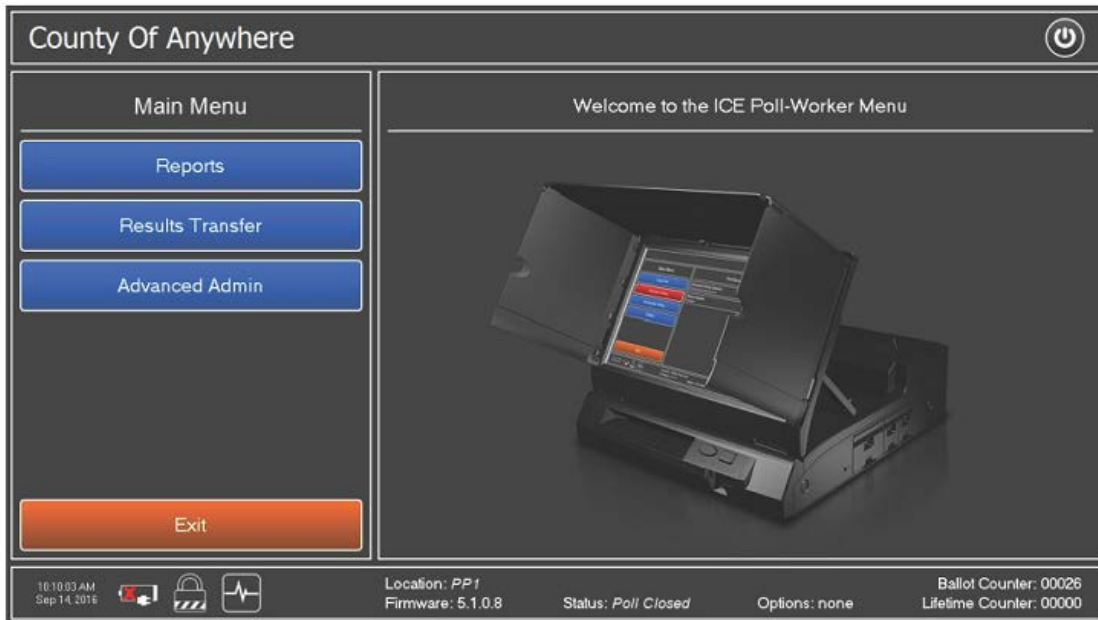 County Of Anywhere
Main Menu
Reports
Results Transfer
Advanced Admin
Exit
Welcome to the ICE Poll-Worker Menu
10:10:03 AM
Sep 14, 2016
Location: PP1
Firmware: 5.1.0.8
Status: Poll Closed
Options: none
Ballot Counter: 00026
Lifetime Counter: 00000